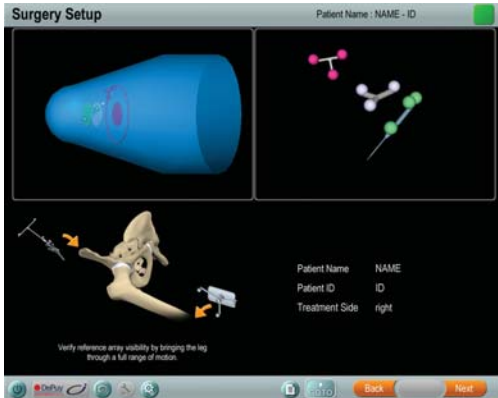 Surgery Setup
Patient Name : NAME - ID
Patient Name NAME
Patient ID ID
Treatment Side right
Verify reference array visibility by bringing the leg
through a full range of motion.
DePuy
GOTO
Back
Next